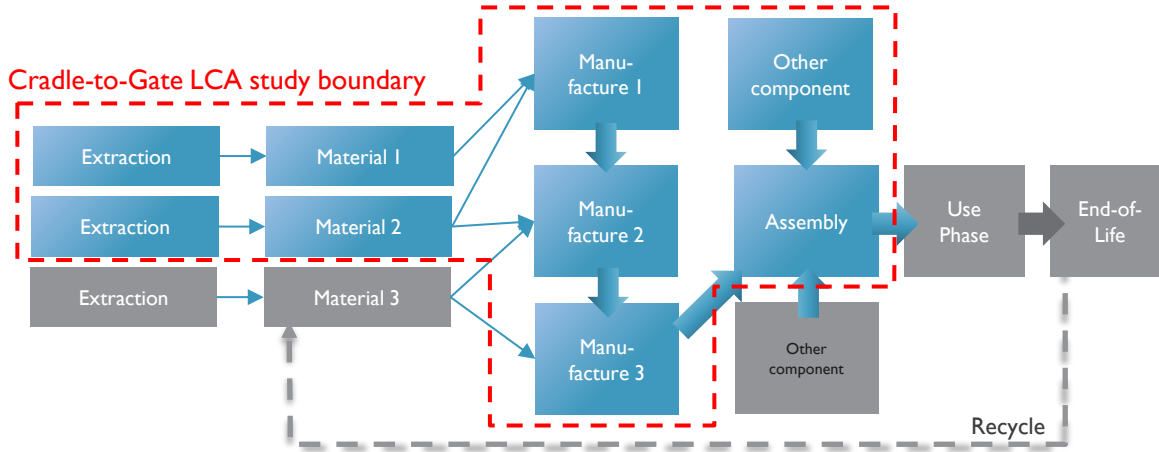 Cradle-to-Gate LCA study boundary
Manu-
facture 1
Other
component
Extraction
Material 1
Extraction
Material 2
Manu-
facture 2
Assembly
Use
Phase
End-of-
Life
Extraction
Material 3
Manu-
facture 3
Other
component
Recycle